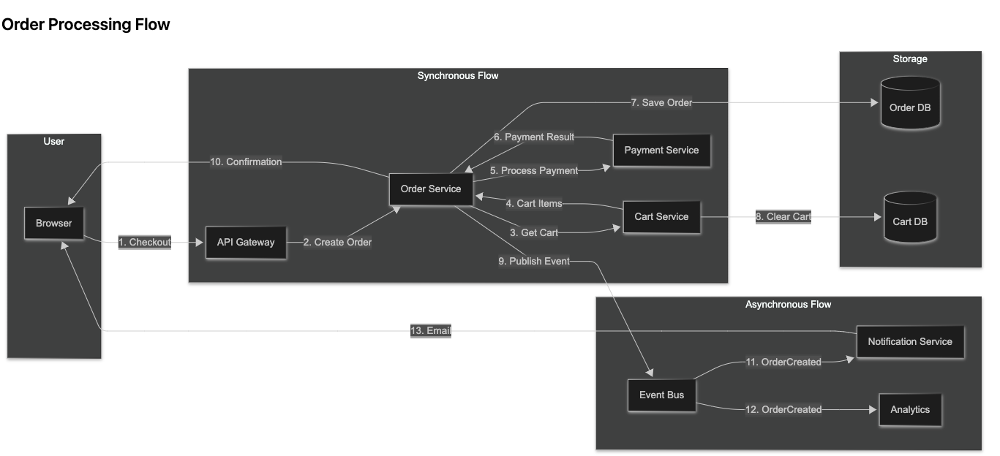 Order Processing Flow
Storage
Synchronous Flow
Order DB
7. Save Order
6. Payment Result
User
Payment Service
10. Confirmation
5. Process Payment
Order Service
4. Cart Items
Cart Service
8. Clear Cart
Cart DB
Browser
3. Get Cart
1. Checkout
API Gateway
2. Create Order
9. Publish Event
Asynchronous Flow
13. Email
Notification Service
11. OrderCreated
Event Bus
12. OrderCreated
Analytics